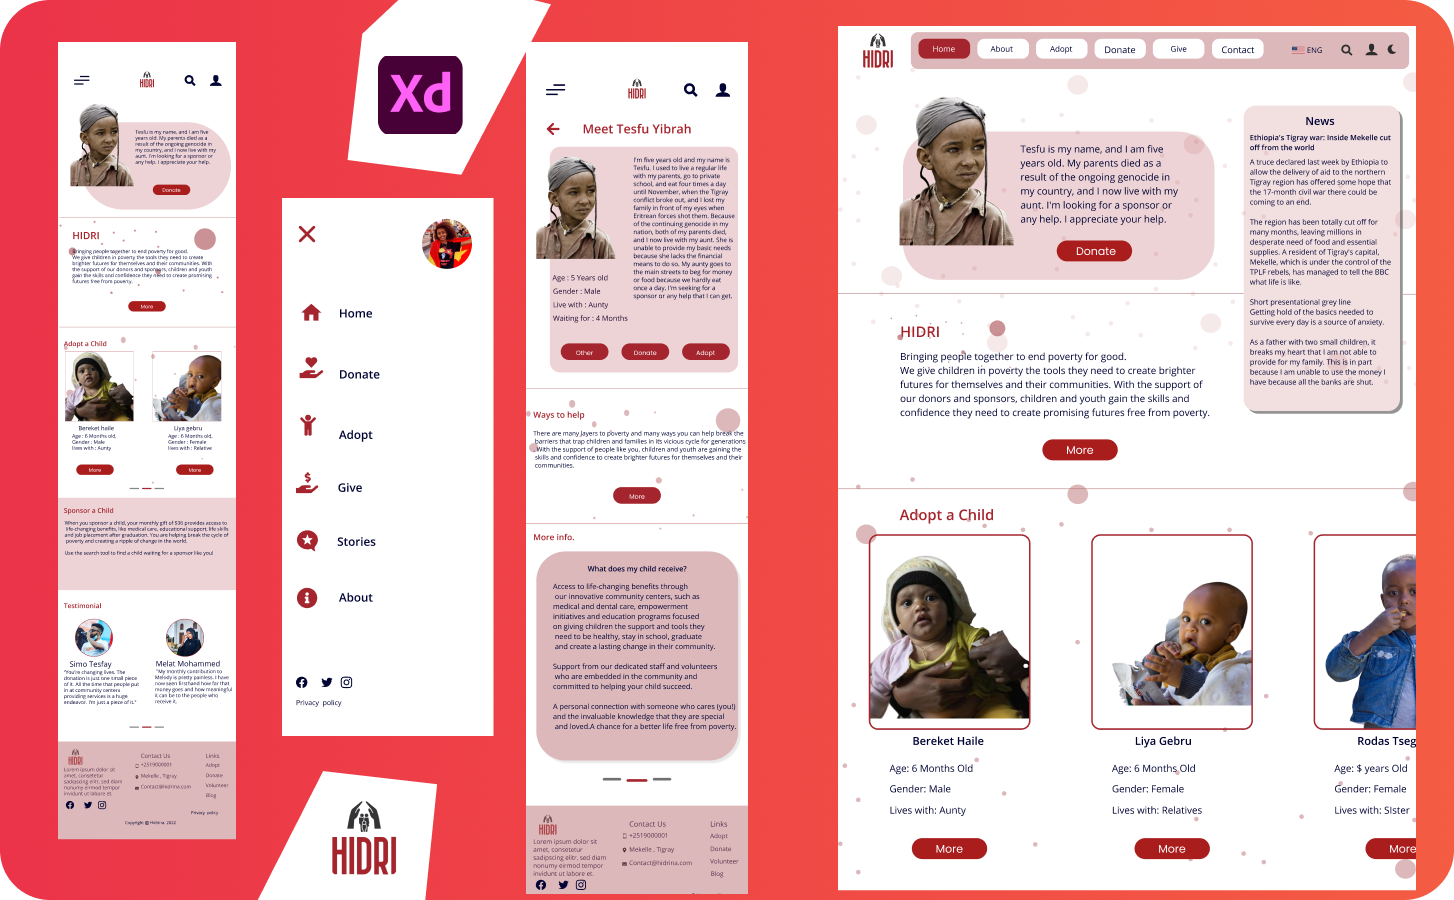 HIDRI
Tesfu is my name, and I am five
years old. My parents died as a
result of the ongoing genocide in
my country, and I now live with my
aunt. I'm looking for a sponsor or
any help. I appreciate your help.
Donate
HIDRI
Bringing people together to end poverty for good.
We give children in poverty the tools they need to create
brighter futures for themselves and their communities. With
the support of our donors and sponsors, children and youth
gain the skills and confidence they need to create promising
futures free from poverty.
More
Adopt a Child
Bereket haile
Age : 6 Months old,
Gender : Male
lives with : Aunty
More
Liya gebru
Age : 6 Months old,
Gender : Female
lives with : Relative
More
Sponsor a Child
When you sponsor a child, your monthly gift of $38 provides access to
life-changing benefits, like medical care, educational support, life skills
and job placement after graduation. You are helping break the cycle of
poverty and creating a ripple of change in the world.
Use the search tool to find a child waiting for a sponsor like you!
Testimonial
Simo Tesfay
"You're changing lives. The
donation is just one small piece
of it. All the time that people put
in at community centers
providing services is a huge
endeavor. I'm just a piece of it."
Melat Mohammed
"My monthly contribution to
Melody is pretty painless. I have
now seen firsthand how far that
money goes and how meaningful
it can be to the people who
receive it.
HIDRI
Lorem ipsum dolor sit
amet, consetetur
sadipscing elitr, sed diam
nonumy eirmod tempor
invidunt ut labore et.
Contact Us
+2519000001
Mekelle , Tigray
Contact@hidrina.com
Links
Adopt
Donate
Volunteer
Blog
Privacy policy
Copyright @ Hidrina. 2022
Xd
Home
Donate
Adopt
Give
Stories
About
Privacy policy
HIDRI
HIDRI
Meet Tesfu Yibrah
I'm five years old and my name is
Tesfu. I used to live a regular life
with my parents, go to private
school, and eat four times a day
until November, when the Tigray
conflict broke out, and I lost my
family in front of my eyes when
Eritrean forces shot them. Because
of the continuing genocide in my
nation, both of my parents died,
and I now live with my aunt. She is
unable to provide my basic needs
because she lacks the financial
means to do so. My aunty goes to
the main streets to beg for money
or food because we hardly eat
once a day, I'm seeking for a
sponsor or any help that I can get.
Age : 5 Years old
Gender : Male
Live with : Aunty
Waiting for : 4 Months
Other
Donate
Adopt
Ways to help
There are many Jayers to poverty and many ways you can help break the
barriers that trap children and families in its vicious cycle for generations
With the support of people like you, children and youth are gaining the
skills and confidence to create brighter futures for themselves and their
communities.
More
More info.
What does my child receive?
Access to life-changing benefits through
our innovative community centers, such as
medical and dental care, empowerment
initiatives and education programs focused
on giving children the support and tools they
need to be healthy, stay in school, graduate
and create a lasting change in their community.
Support from our dedicated staff and volunteers
who are embedded in the community and
committed to helping your child succeed.
A personal connection with someone who cares (you!)
and the invaluable knowledge that they are special
and loved.A chance for a better life free from poverty.
HIDRI
Lorem ipsum dolor sit
amet, consetetur
sadipscing elitr, sed diam
nonumy eirmod tempor
invidunt ut labore et.
Contact Us
+2519000001
Mekelle , Tigray
Contact@hidrina.com
Links
Adopt
Donate
Volunteer
Blog
HIDRI
Home
About
Adopt
Donate
Give
Contact
ENG
Tesfu is my name, and I am five
years old. My parents died as a
result of the ongoing genocide in
my country, and I now live with my
aunt. I'm looking for a sponsor or
any help. I appreciate your help.
Donate
News
Ethiopia's Tigray war: Inside Mekelle cut
off from the world
A truce declared last week by Ethiopia to
allow the delivery of aid to the northern
Tigray region has offered some hope that
the 17-month civil war there could be
coming to an end.
The region has been totally cut off for
many months, leaving millions in
desperate need of food and essential
supplies. A resident of Tigray's capital,
Mekelle, which is under the control of the
TPLF rebels, has managed to tell the BBC
what life is like.
Short presentational grey line
Getting hold of the basics needed to
survive every day is a source of anxiety.
As a father with two small children, it
breaks my heart that I am not able to
provide for my family. This is in part
because I am unable to use the money I
have because all the banks are shut.
HIDRI
Bringing people together to end poverty for good.
We give children in poverty the tools they need to create brighter
futures for themselves and their communities. With the support of
our donors and sponsors, children and youth gain the skills and
confidence they need to create promising futures free from poverty.
More
Adopt a Child
Bereket Haile
Age: 6 Months Old
Gender: Male
Lives with: Aunty
More
Liya Gebru
Age: 6 Months Old
Gender: Female
Lives with: Relatives
More
Rodas Tseg
Age: $ years Old
Gender: Female
Lives with: SIster
More